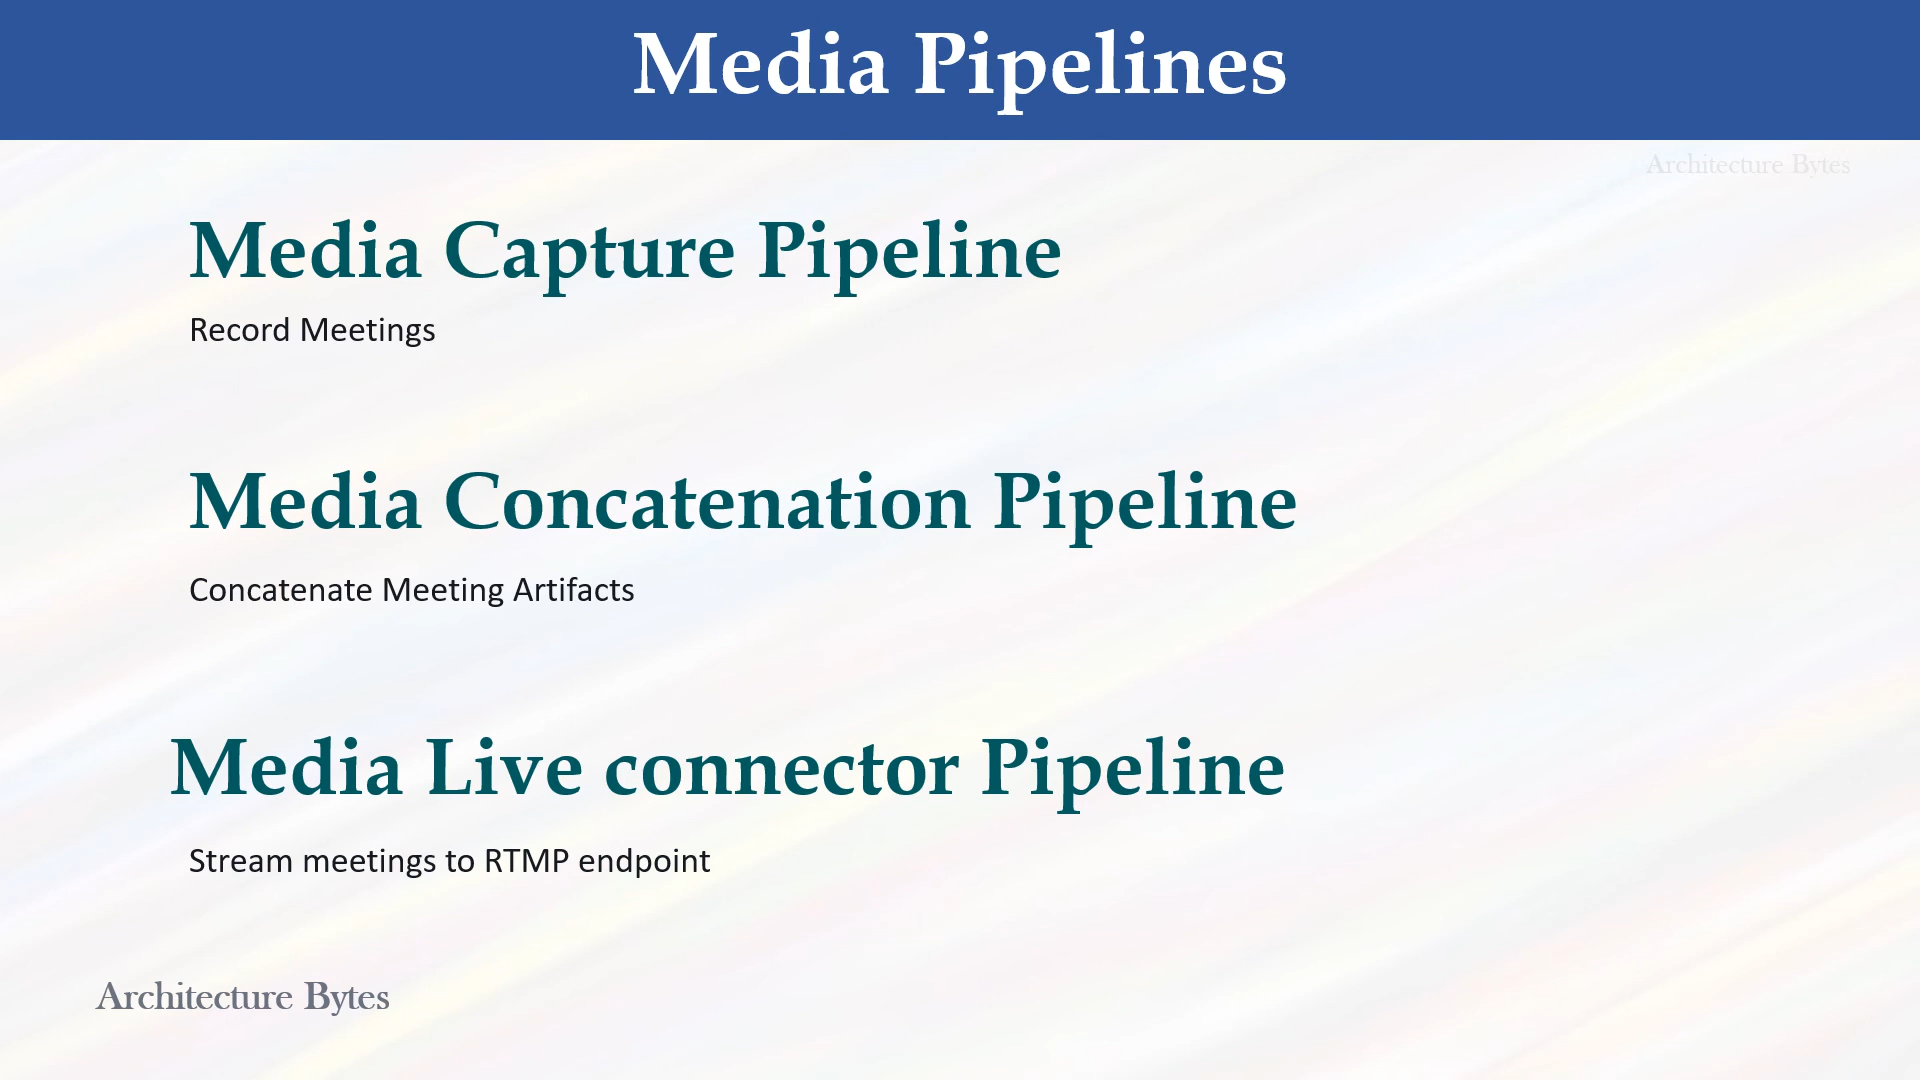 Media Pipelines
Architecture Bytes
Media Capture Pipeline
Record Meetings
Media Concatenation Pipeline
Concatenate Meeting Artifacts
Media Live connector Pipeline
Stream meetings to RTMP endpoint
Architecture Bytes